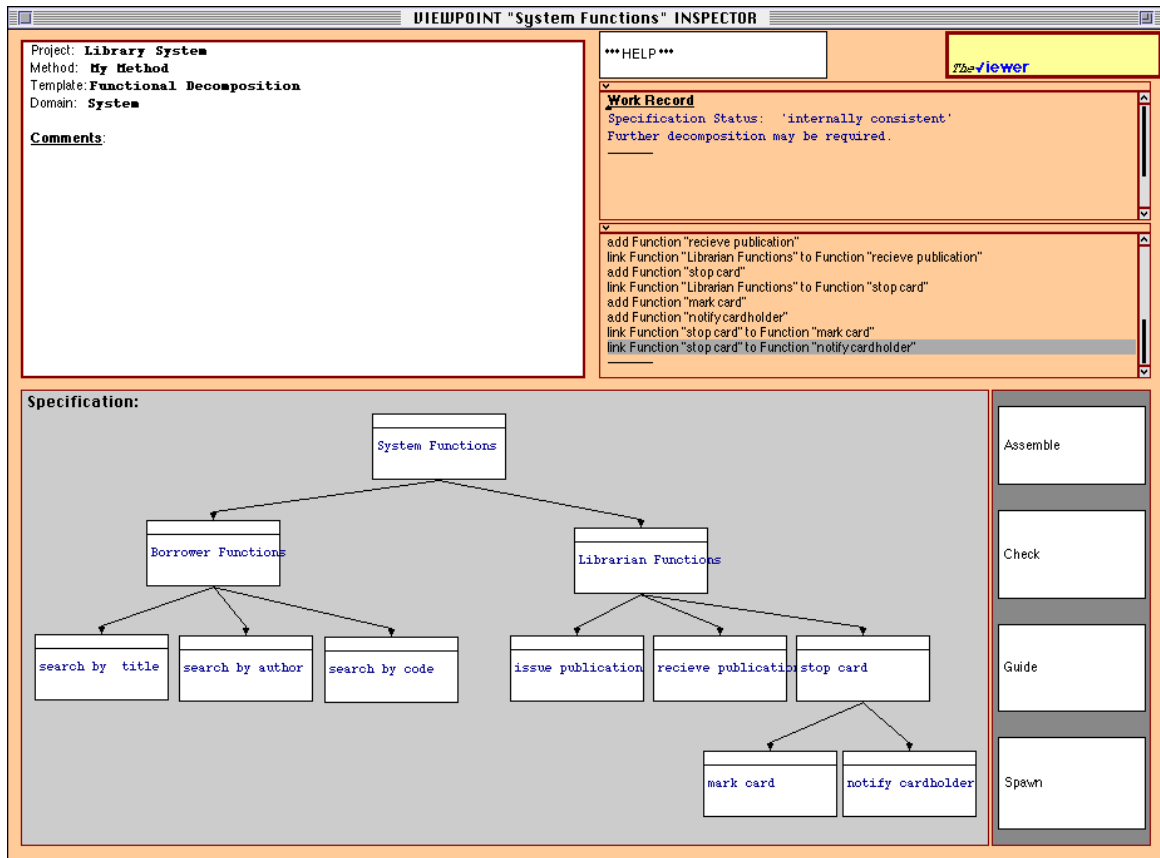 VIEWPOINT "System Functions" INSPECTOR
Project: Library System
Method: My Method
Template: Functional Decomposition
Domain: System
Comments:
***HELP***
The Viewer
Work Record
Specification Status: 'internally consistent'
Further decomposition may be required.
add Function "recieve publication"
link Function "Librarian Functions" to Function "recieve publication"
add Function "stop card"
link Function "Librarian Functions" to Function "stop card"
add Function "mark card"
add Function "notify cardholder"
link Function "stop card" to Function "mark card"
link Function "stop card" to Function "notify cardholder"
Specification:
System Functions
Borrower Functions
Librarian Functions
search by title
search by author
search by code
issue publication
recieve publication
stop card
mark card
notify cardholder
Assemble
Check
Guide
Spawn